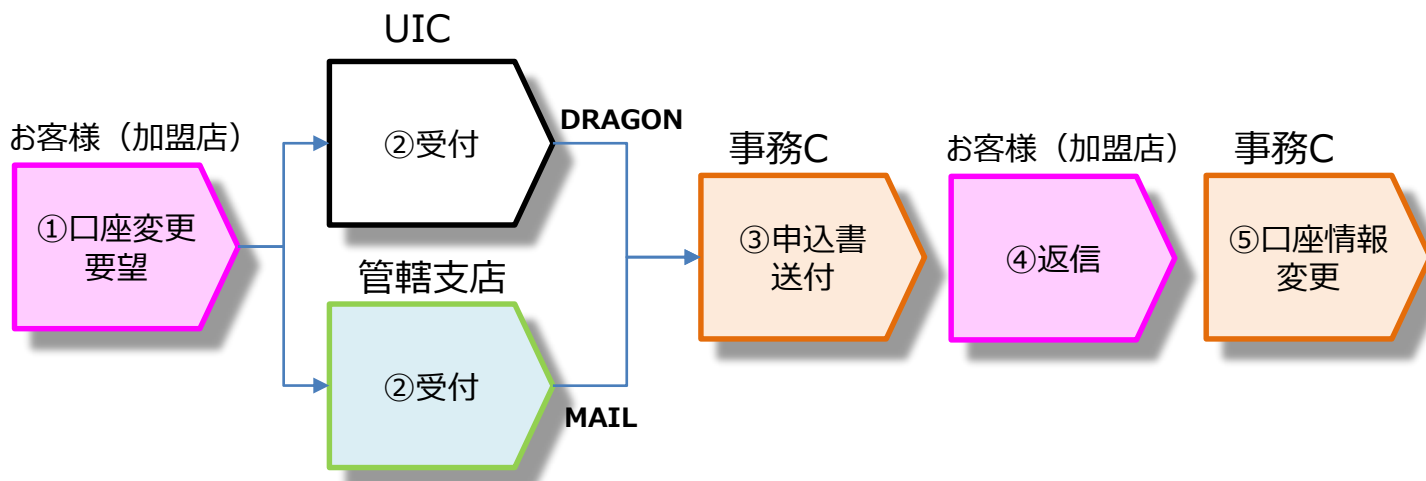 お客様（加盟店）
①口座変更
要望
UIC
②受付
DRAGON
管轄支店
②受付
MAIL
事務C
③申込書
送付
お客様（加盟店）
④返信
事務C
⑤口座情報
変更